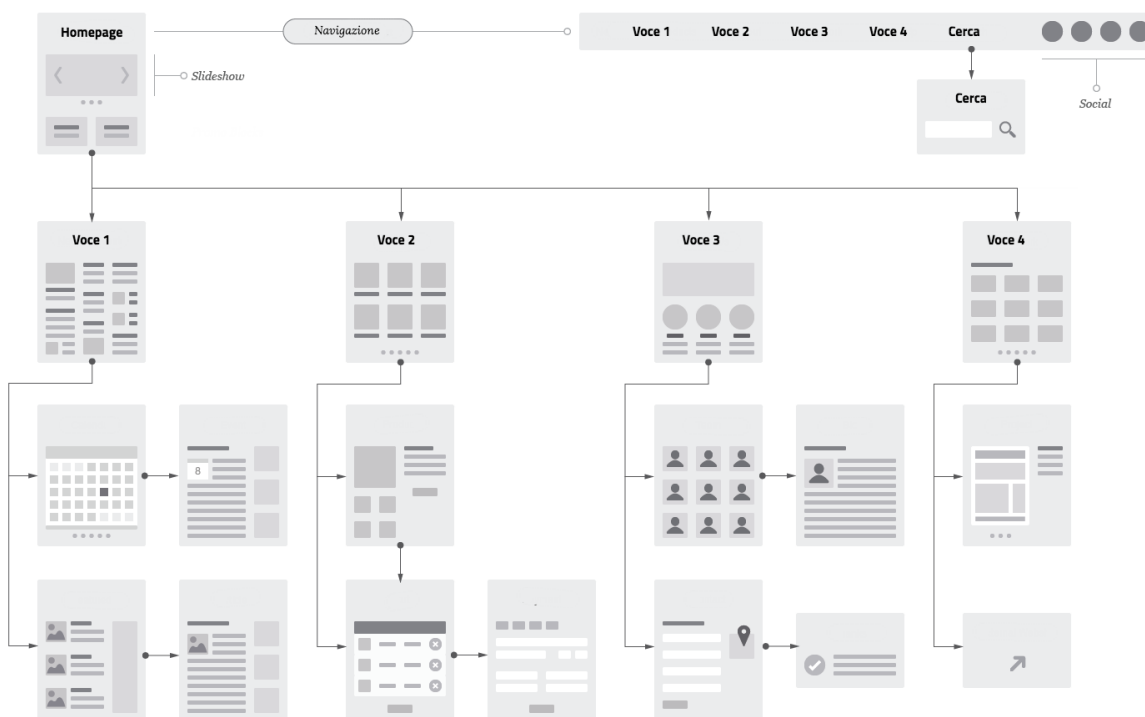 Homepage
Navigazione
Voce 1 Voce 2 Voce 3 Voce 4 Cerca
Slideshow
Cerca
Social
Voce 1 Voce 2 Voce 3 Voce 4
8